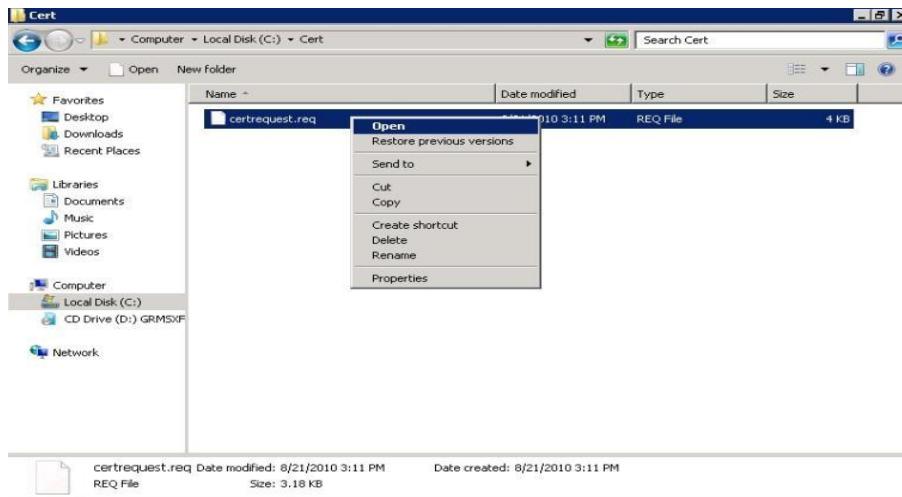 Cert
Computer Local Disk (C:) Cert
Search Cert
Organize Open New folder
Name Date modified Type Size
Favorites
Desktop
Downloads
Recent Places
Libraries
Documents
Music
Pictures
Videos
Computer
Local Disk (C:)
CD Drive (D:) GRMSXF
Network
certrequest.req 3:11 PM REQ File 4 KB
Open
Restore previous versions
Send to
Cut
Copy
Create shortcut
Delete
Rename
Properties
certrequest.req Date modified: 8/21/2010 3:11 PM Date created: 8/21/2010 3:11 PM
REQ File Size: 3.18 KB